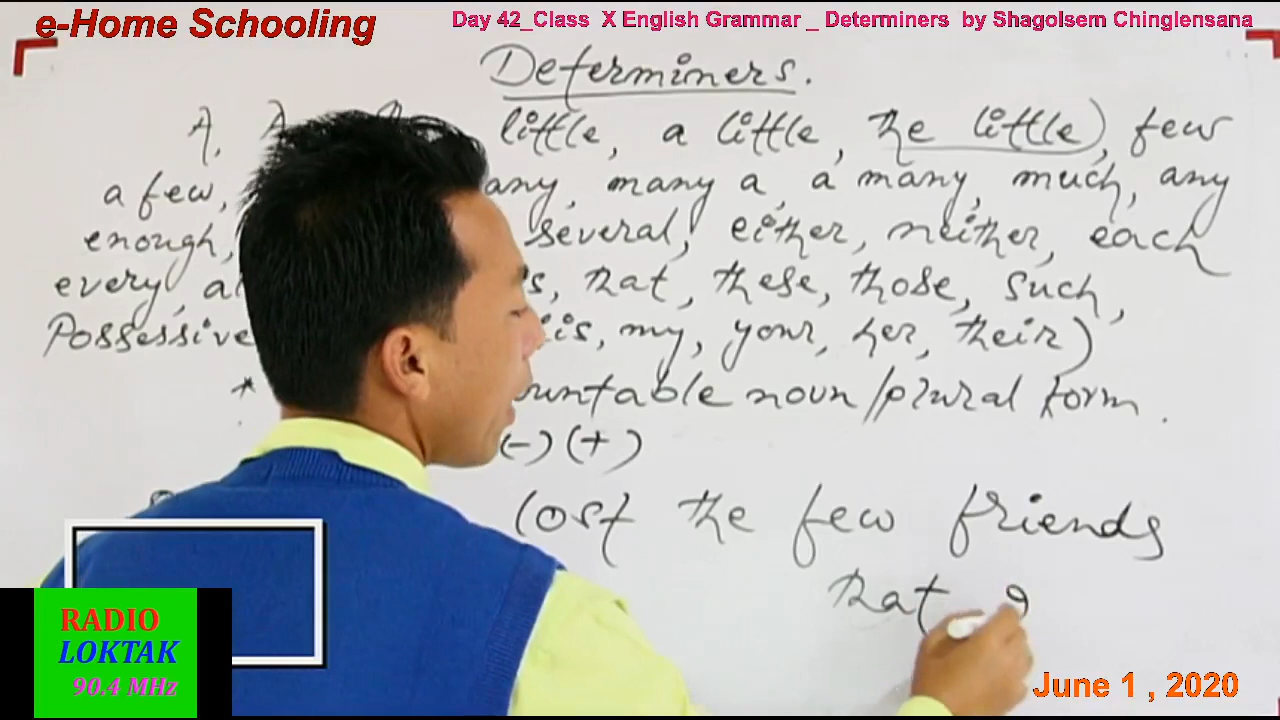 e-Home Schooling
Day 42_Class X English Grammar _ Determiners by Shagolsem Chinglensana
Determiners.
A, little, a little, the little), few
a few, any, many a, a many, much, any
enough, several, either, neither, each
every, s, that, these, those, such,
Possessive is, my, your, her, their)
* untable noun/plural form.
(-) (+)
lost the few friends
that
RADIO
LOKTAK
90.4 MHz
June 1 , 2020